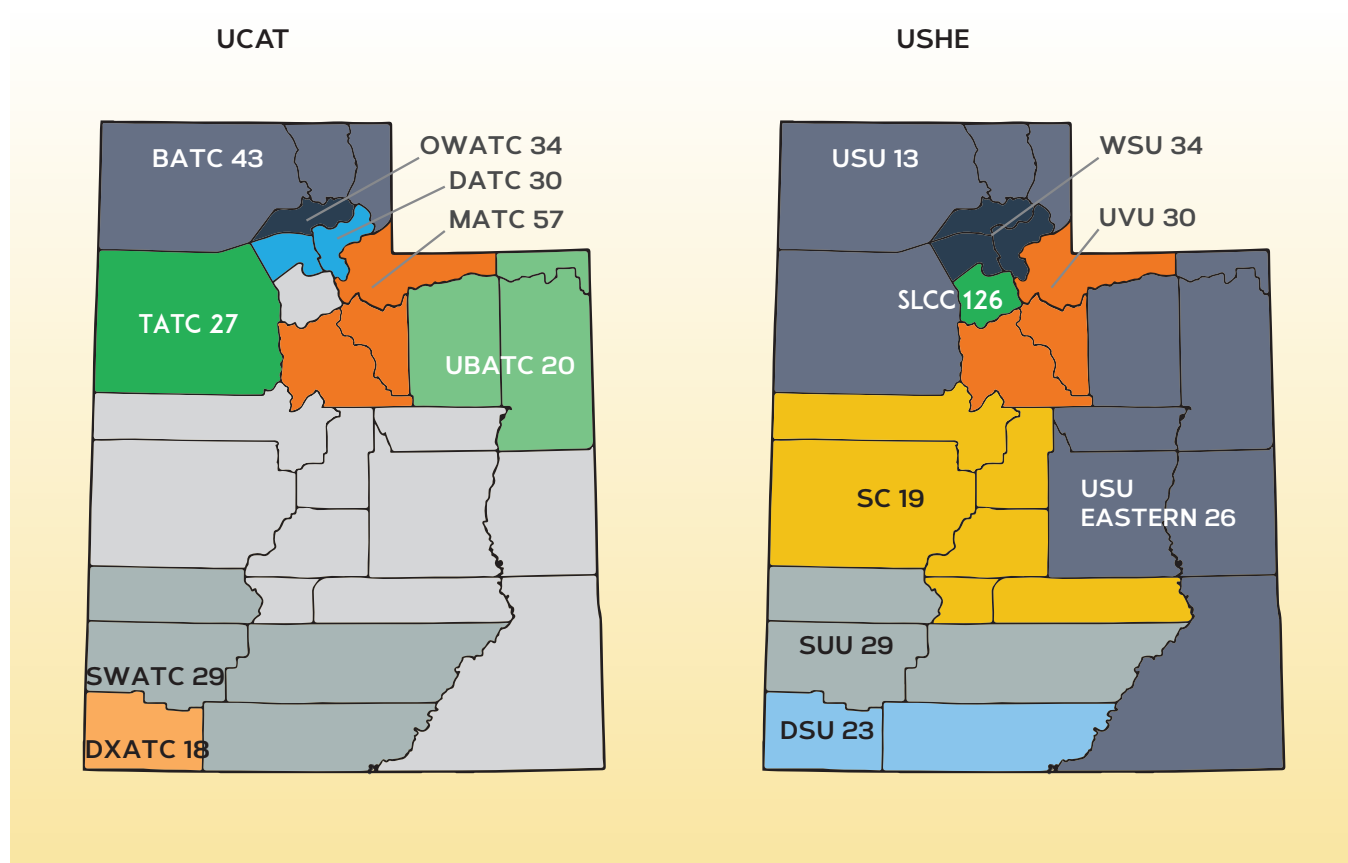 UCAT
BATC 43
OWATC 34
DATC 30
MATC 57
TATC 27
UBATC 20
SWATC 29
DXATC 18
USHE
USU 13
WSU 34
UVU 30
SLCC 126
SC 19
USU
EASTERN 26
SUU 29
DSU 23